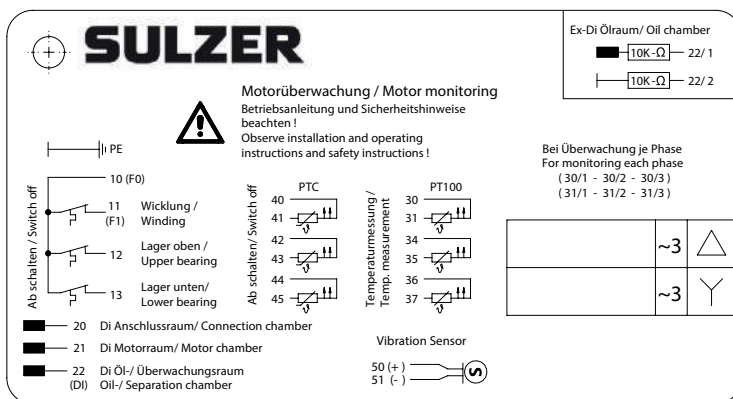 SULZER
Ex-Di Ölraum/ Oil chamber
10K-Ω 22/ 1
10K-Ω 22/ 2
Motorüberwachung / Motor monitoring
Betriebsanleitung und Sicherheitshinweise
beachten !
Observe installation and operating
instructions and safety instructions !
PE
Ab schalten / Switch off
10 (F0)
11
(F1)
Wicklung /
Winding
12
Lager oben /
Upper bearing
13
Lager unten/
Lower bearing
Ab schalten/ Switch off
PTC
40
41
42
43
44
45
Temperaturmessung /
Temp. measurement
PT100
30
31
34
35
36
37
Bei Überwachung je Phase
For monitoring each phase
( 30/1 - 30/2 - 30/3 )
( 31/1 - 31/2 - 31/3 )
~3
~3
20 Di Anschlussraum/ Connection chamber
21 Di Motorraum/ Motor chamber
22 Di Öl-/ Überwachungsraum
(DI) Oil-/ Separation chamber
Vibration Sensor
50 (+ )
51 (- )
S